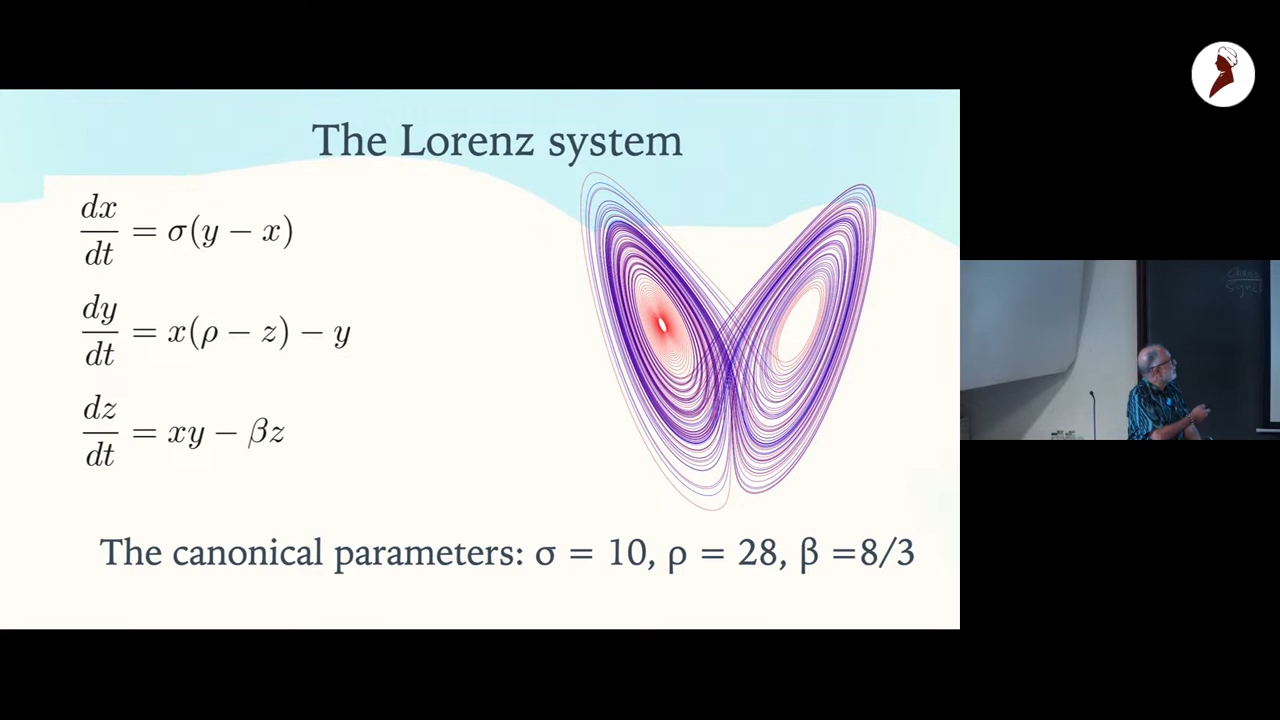 The Lorenz system
dx/dt = σ(y − x)
dy/dt = x(ρ − z) − y
dz/dt = xy − βz
The canonical parameters: σ = 10, ρ = 28, β =8/3